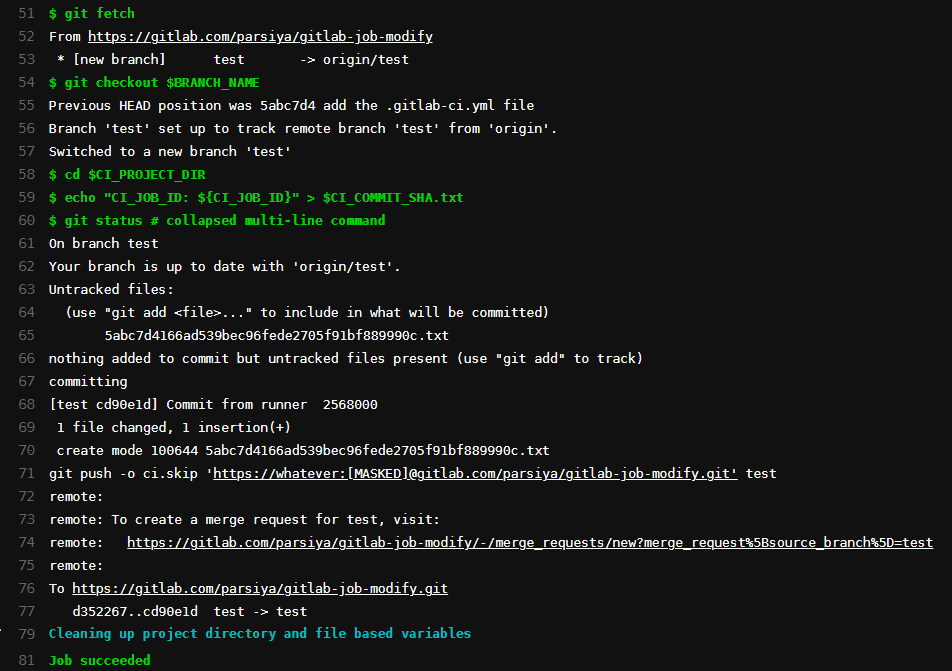 51 $ git fetch
52 From https://gitlab.com/parsiya/gitlab-job-modify
53  * [new branch]      test       -> origin/test
54 $ git checkout $BRANCH_NAME
55 Previous HEAD position was 5abc7d4 add the .gitlab-ci.yml file
56 Branch 'test' set up to track remote branch 'test' from 'origin'.
57 Switched to a new branch 'test'
58 $ cd $CI_PROJECT_DIR
59 $ echo "CI_JOB_ID: ${CI_JOB_ID}" > $CI_COMMIT_SHA.txt
60 $ git status # collapsed multi-line command
61 On branch test
62 Your branch is up to date with 'origin/test'.
63 Untracked files:
64   (use "git add <file>..." to include in what will be committed)
65        5abc7d4166ad539bec96fede2705f91bf889990c.txt
66 nothing added to commit but untracked files present (use "git add" to track)
67 committing
68 [test cd90e1d] Commit from runner  2568000
69  1 file changed, 1 insertion(+)
70  create mode 100644 5abc7d4166ad539bec96fede2705f91bf889990c.txt
71 git push -o ci.skip 'https://whatever:[MASKED]@gitlab.com/parsiya/gitlab-job-modify.git' test
72 remote:
73 remote: To create a merge request for test, visit:
74 remote:   https://gitlab.com/parsiya/gitlab-job-modify/-/merge_requests/new?merge_request%5Bsource_branch%5D=test
75 remote:
76 To https://gitlab.com/parsiya/gitlab-job-modify.git
77    d352267..cd90e1d  test -> test
79 Cleaning up project directory and file based variables
81 Job succeeded